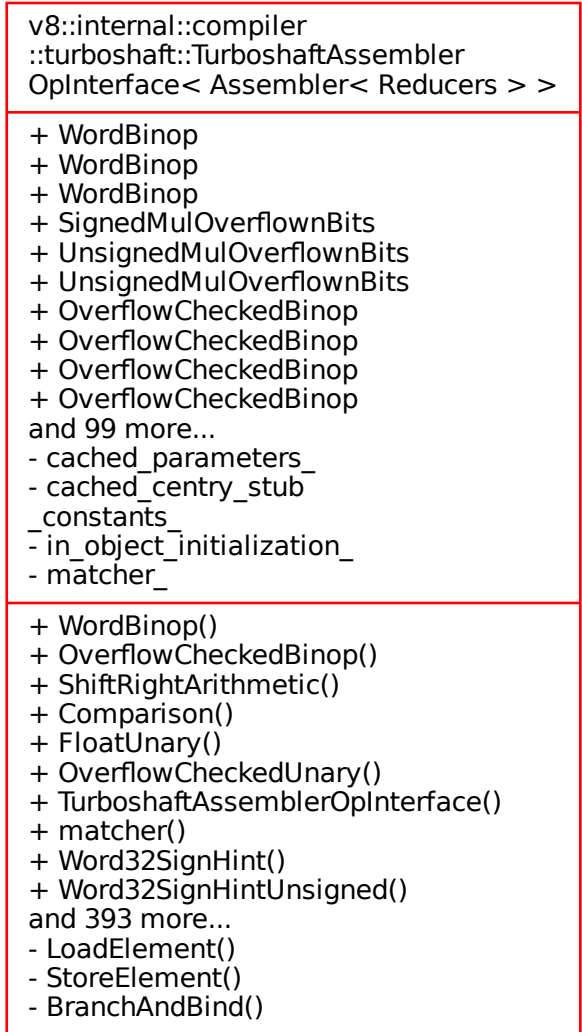 v8::internal::compiler
::turboshaft::TurboshaftAssembler
OpInterface< Assembler< Reducers > >
+ WordBinop
+ WordBinop
+ WordBinop
+ SignedMulOverflownBits
+ UnsignedMulOverflownBits
+ UnsignedMulOverflownBits
+ OverflowCheckedBinop
+ OverflowCheckedBinop
+ OverflowCheckedBinop
+ OverflowCheckedBinop
and 99 more...
- cached_parameters_
- cached_centry_stub
_constants_
- in_object_initialization_
- matcher_
+ WordBinop()
+ OverflowCheckedBinop()
+ ShiftRightArithmetic()
+ Comparison()
+ FloatUnary()
+ OverflowCheckedUnary()
+ TurboshaftAssemblerOpInterface()
+ matcher()
+ Word32SignHint()
+ Word32SignHintUnsigned()
and 393 more...
- LoadElement()
- StoreElement()
- BranchAndBind()